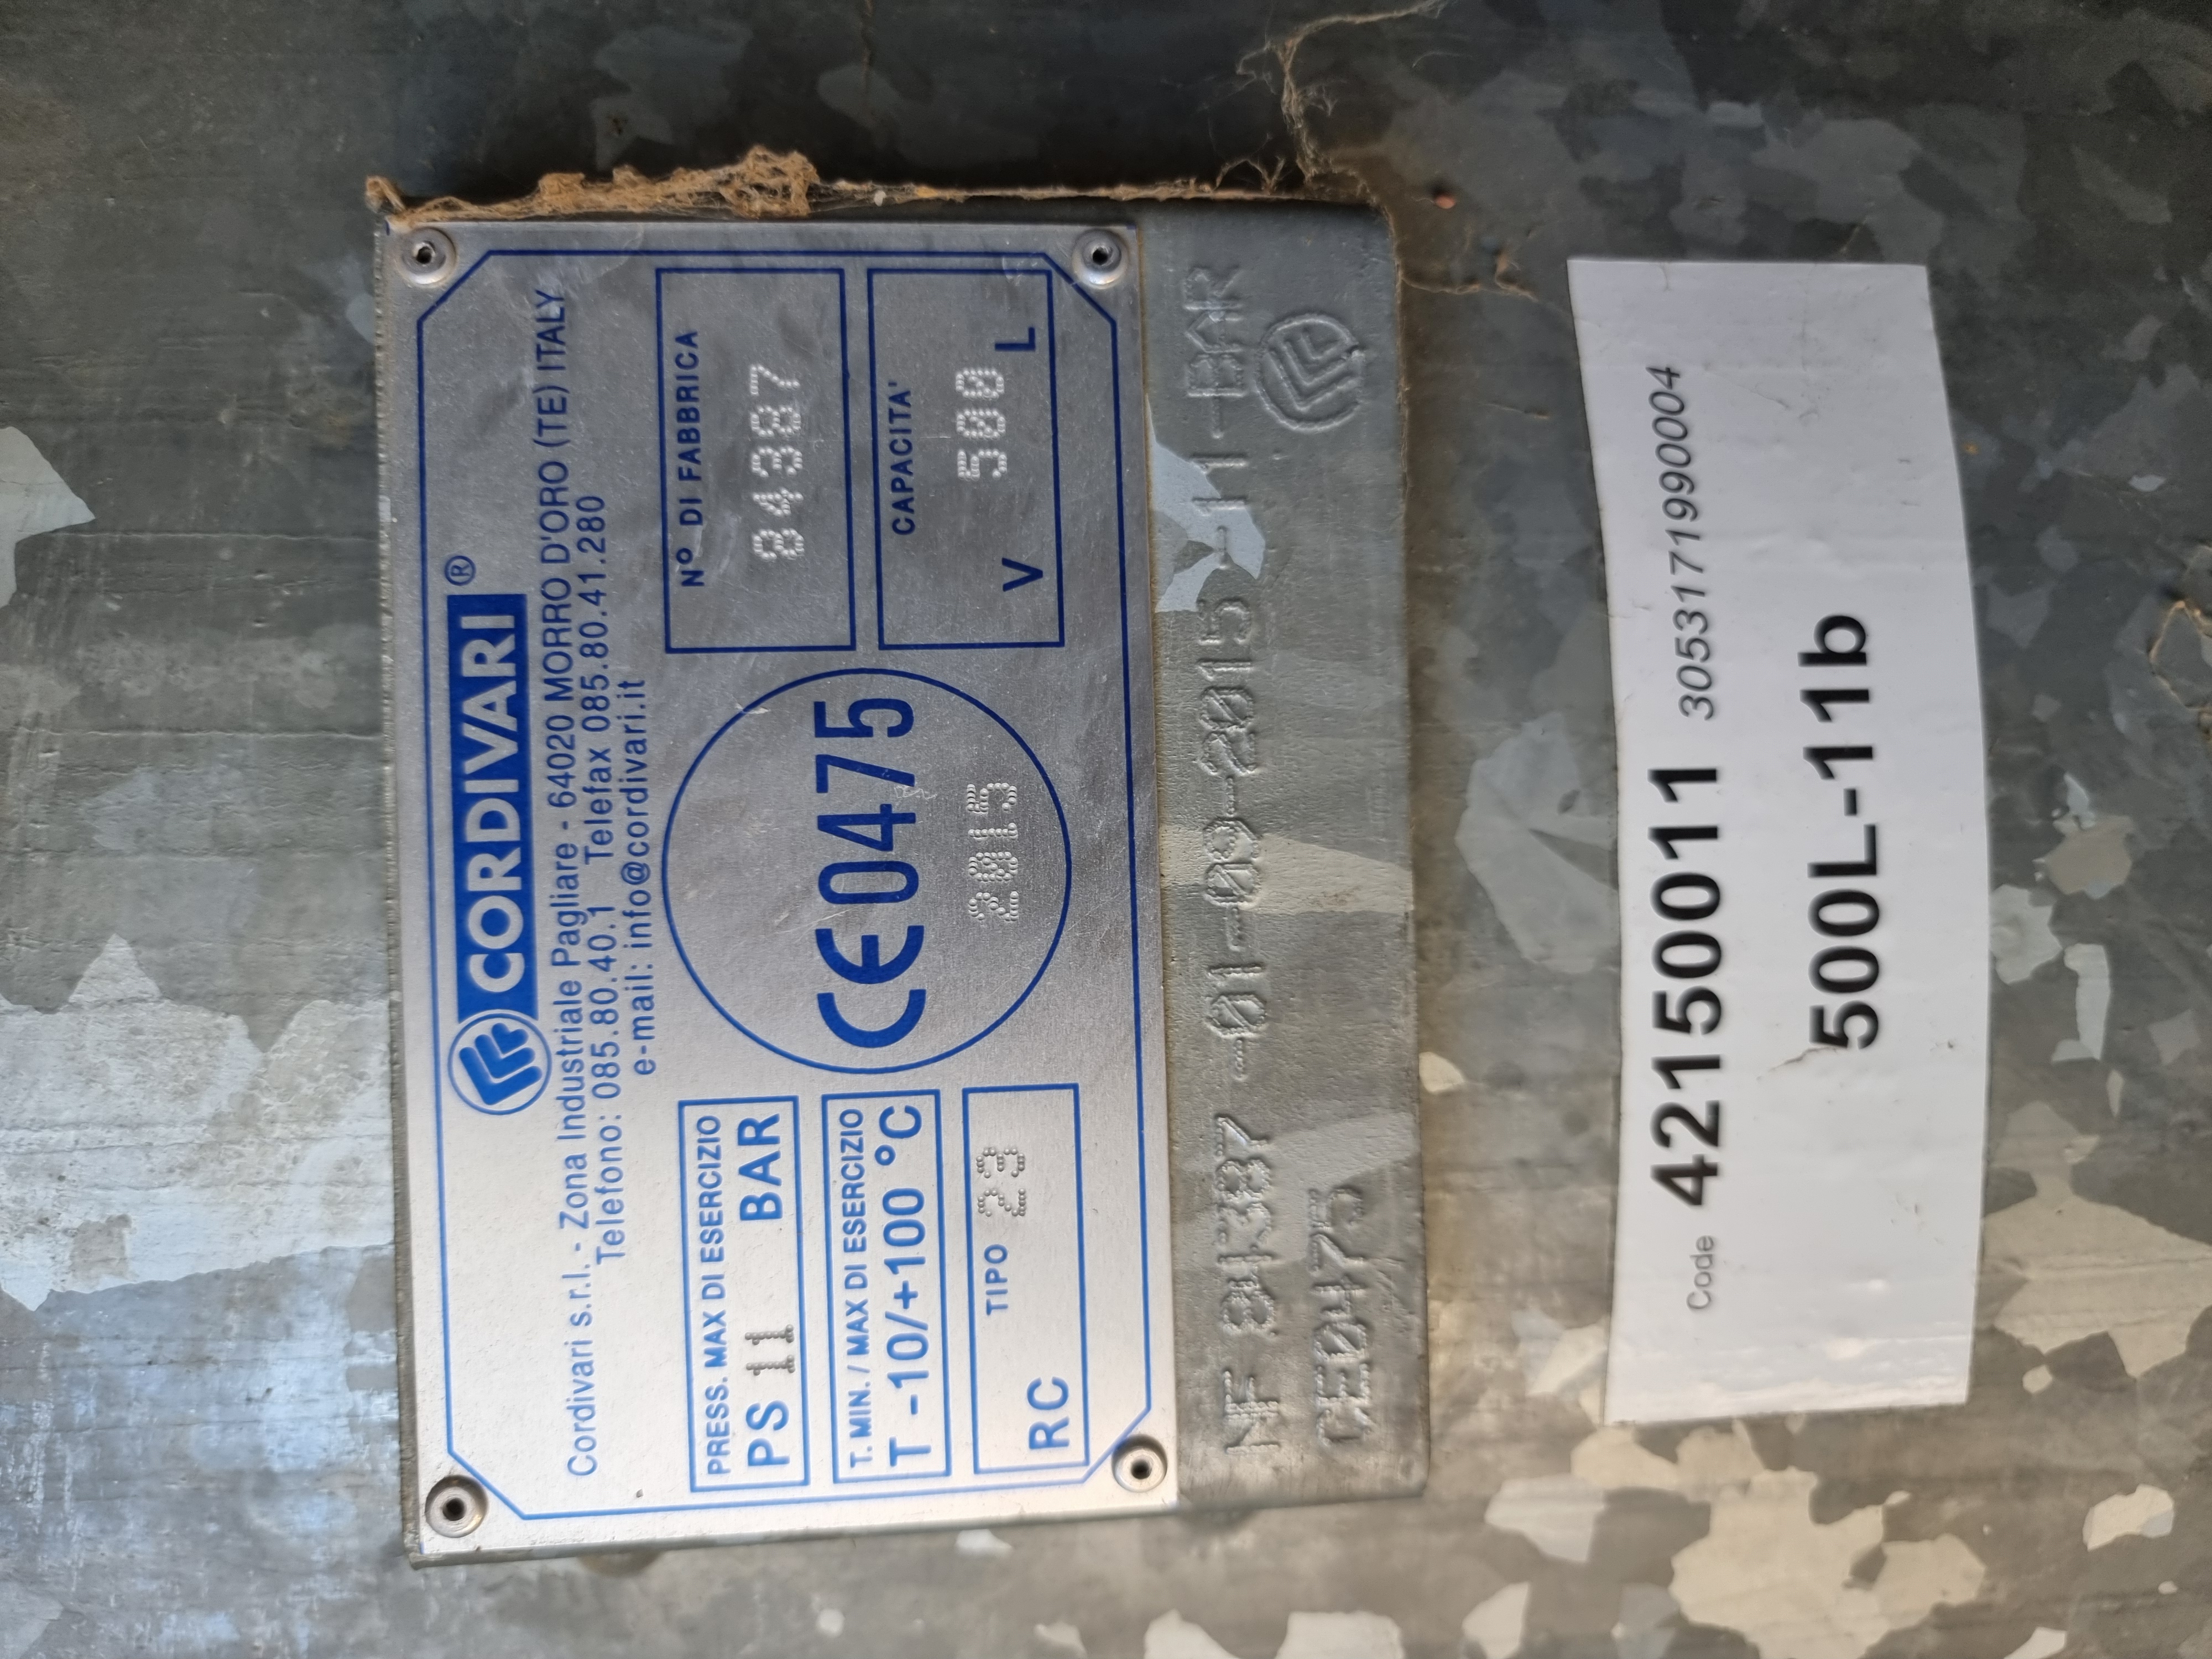 CORDIVARI®
Cordivari s.r.l. - Zona Industriale Pagliare - 64020 MORRO D'ORO (TE) ITALY
Telefono: 085.80.40.1 Telefax 085.80.41.280
e-mail: info@cordivari.it
PRESS. MAX DI ESERCIZIO
PS 11 BAR
T. MIN. / MAX DI ESERCIZIO
T -10/+100 °C
TIPO 23
RC
CE 0475
2015
N° DI FABBRICA
84387
CAPACITA'
500
V L
NF 84387-01-09-2015-11-BAR
CE0475
Code 42150011 3053171990004
500L-11b